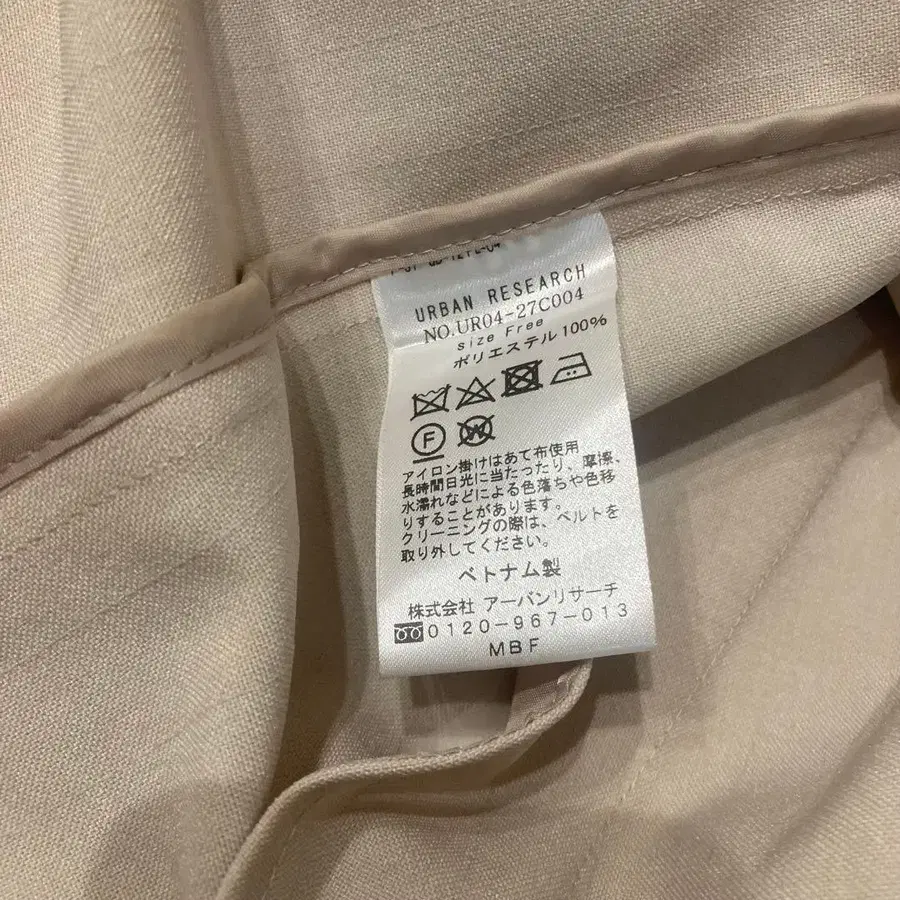 URBAN RESEARCH
NO.UR04-27C004
size Free
ポリエステル100%
F W
アイロン掛けはあて布使用
長時間日光に当たったり、摩擦、
水濡れなどによる色落ちや色移
りすることがあります。
クリーニングの際は、ベルトを
取り外してください。
ベトナム製
株式会社 アーバンリサーチ
0120-967-013
MBF